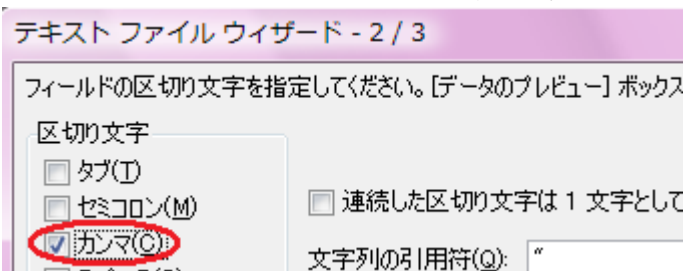 テキスト ファイル ウィザード - 2 / 3
フィールドの区切り文字を指定してください。[データのプレビュー] ボックス
区切り文字
タブ(T)
セミコロン(M)
連続した区切り文字は 1 文字として
カンマ(C)
文字列の引用符(Q): "